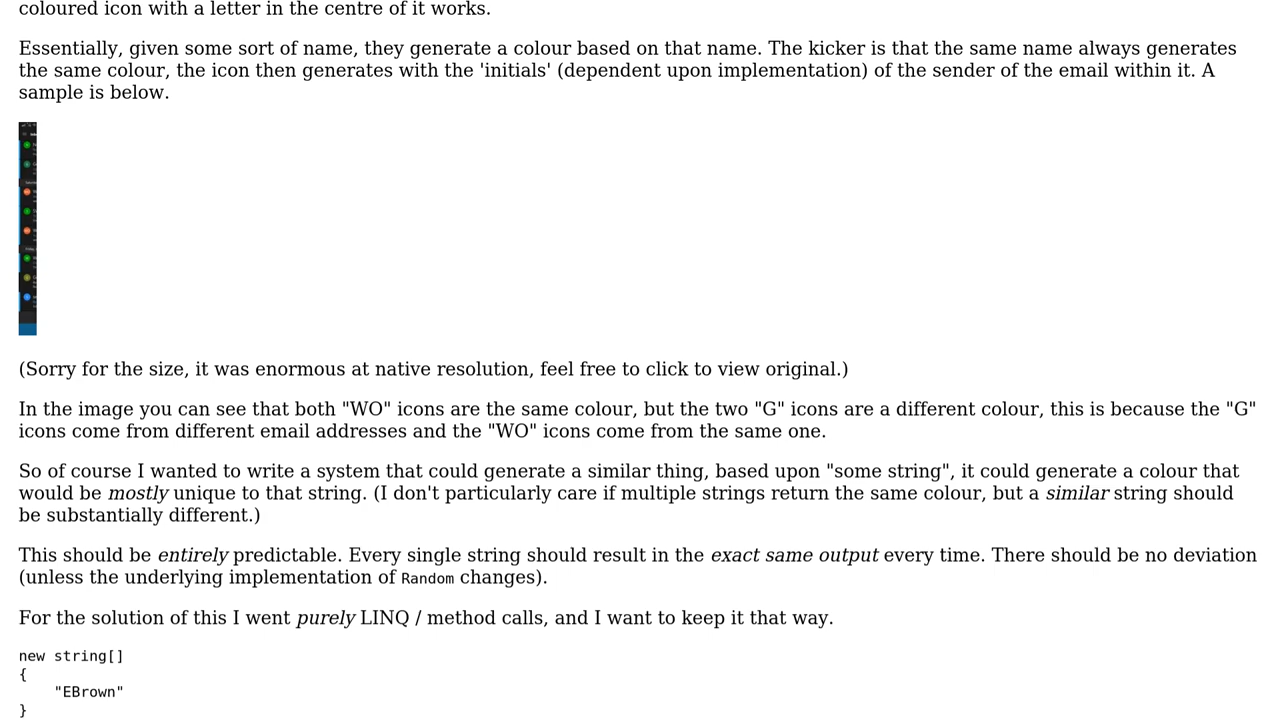 coloured icon with a letter in the centre of it works.
Essentially, given some sort of name, they generate a colour based on that name. The kicker is that the same name always generates
the same colour, the icon then generates with the 'initials' (dependent upon implementation) of the sender of the email within it. A
sample is below.
(Sorry for the size, it was enormous at native resolution, feel free to click to view original.)
In the image you can see that both "WO" icons are the same colour, but the two "G" icons are a different colour, this is because the "G"
icons come from different email addresses and the "WO" icons come from the same one.
So of course I wanted to write a system that could generate a similar thing, based upon "some string", it could generate a colour that
would be mostly unique to that string. (I don't particularly care if multiple strings return the same colour, but a similar string should
be substantially different.)
This should be entirely predictable. Every single string should result in the exact same output every time. There should be no deviation
(unless the underlying implementation of Random changes).
For the solution of this I went purely LINQ / method calls, and I want to keep it that way.
new string[]
{
    "EBrown"
}